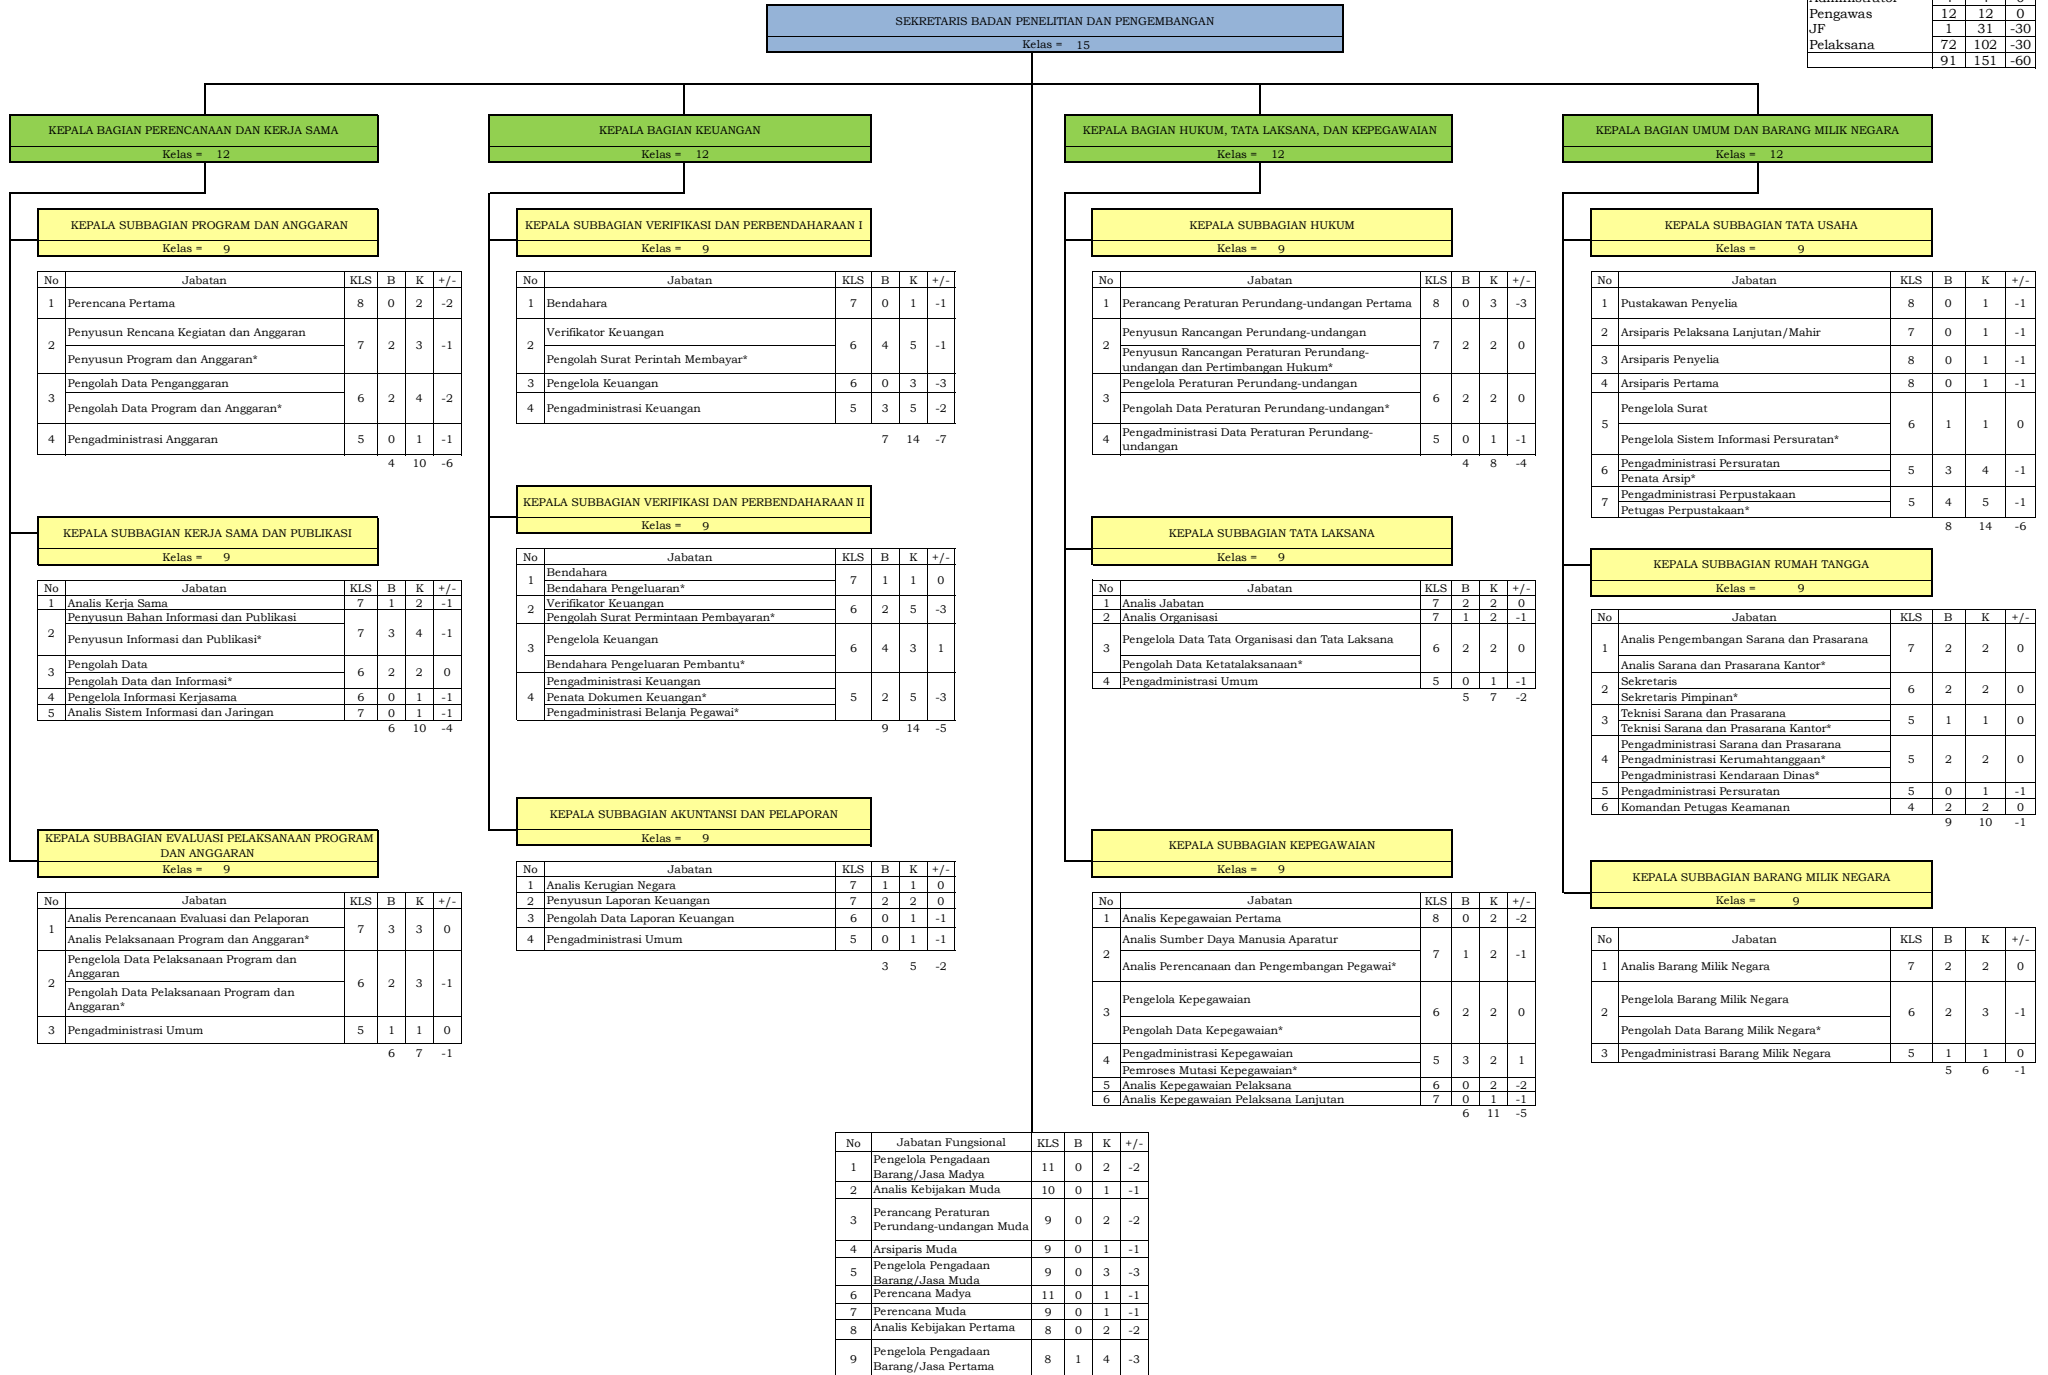 SEKRETARIS BADAN PENELITIAN DAN PENGEMBANGAN
Kelas = 15
Pengawas 12 12 0
JF 1 31 -30
Pelaksana 72 102 -30
91 151 -60
KEPALA BAGIAN PERENCANAAN DAN KERJA SAMA
Kelas = 12
KEPALA SUBBAGIAN PROGRAM DAN ANGGARAN
Kelas = 9
No Jabatan KLS B K +/-
1 Perencana Pertama 8 0 2 -2
2 Penyusun Rencana Kegiatan dan Anggaran 7 2 3 -1
Penyusun Program dan Anggaran*
3 Pengolah Data Penganggaran 6 2 4 -2
Pengolah Data Program dan Anggaran*
4 Pengadministrasi Anggaran 5 0 1 -1
4 10 -6
KEPALA SUBBAGIAN KERJA SAMA DAN PUBLIKASI
Kelas = 9
No Jabatan KLS B K +/-
1 Analis Kerja Sama 7 1 2 -1
2 Penyusun Bahan Informasi dan Publikasi 7 3 4 -1
Penyusun Informasi dan Publikasi*
3 Pengolah Data 6 2 2 0
Pengolah Data dan Informasi*
4 Pengelola Informasi Kerjasama 6 0 1 -1
5 Analis Sistem Informasi dan Jaringan 7 0 1 -1
6 10 -4
KEPALA SUBBAGIAN EVALUASI PELAKSANAAN PROGRAM
DAN ANGGARAN
Kelas = 9
No Jabatan KLS B K +/-
1 Analis Perencanaan Evaluasi dan Pelaporan 7 3 3 0
Analis Pelaksanaan Program dan Anggaran*
2 Pengelola Data Pelaksanaan Program dan
Anggaran 6 2 3 -1
Pengolah Data Pelaksanaan Program dan
Anggaran*
3 Pengadministrasi Umum 5 1 1 0
6 7 -1
KEPALA BAGIAN KEUANGAN
Kelas = 12
KEPALA SUBBAGIAN VERIFIKASI DAN PERBENDAHARAAN I
Kelas = 9
No Jabatan KLS B K +/-
1 Bendahara 7 0 1 -1
2 Verifikator Keuangan 6 4 5 -1
Pengolah Surat Perintah Membayar*
3 Pengelola Keuangan 6 0 3 -3
4 Pengadministrasi Keuangan 5 3 5 -2
7 14 -7
KEPALA SUBBAGIAN VERIFIKASI DAN PERBENDAHARAAN II
Kelas = 9
No Jabatan KLS B K +/-
1 Bendahara 7 1 1 0
Bendahara Pengeluaran*
2 Verifikator Keuangan 6 2 5 -3
Pengolah Surat Permintaan Pembayaran*
3 Pengelola Keuangan 6 4 3 1
Bendahara Pengeluaran Pembantu*
4 Pengadministrasi Keuangan 5 2 5 -3
Penata Dokumen Keuangan*
Pengadministrasi Belanja Pegawai*
9 14 -5
KEPALA SUBBAGIAN AKUNTANSI DAN PELAPORAN
Kelas = 9
No Jabatan KLS B K +/-
1 Analis Kerugian Negara 7 1 1 0
2 Penyusun Laporan Keuangan 7 2 2 0
3 Pengolah Data Laporan Keuangan 6 0 1 -1
4 Pengadministrasi Umum 5 0 1 -1
3 5 -2
KEPALA BAGIAN HUKUM, TATA LAKSANA, DAN KEPEGAWAIAN
Kelas = 12
KEPALA SUBBAGIAN HUKUM
Kelas = 9
No Jabatan KLS B K +/-
1 Perancang Peraturan Perundang-undangan Pertama 8 0 3 -3
2 Penyusun Rancangan Perundang-undangan 7 2 2 0
Penyusun Rancangan Peraturan Perundang-
undangan dan Pertimbangan Hukum*
3 Pengelola Peraturan Perundang-undangan 6 2 2 0
Pengolah Data Peraturan Perundang-undangan*
4 Pengadministrasi Data Peraturan Perundang-
undangan 5 0 1 -1
4 8 -4
KEPALA SUBBAGIAN TATA LAKSANA
Kelas = 9
No Jabatan KLS B K +/-
1 Analis Jabatan 7 2 2 0
2 Analis Organisasi 7 1 2 -1
3 Pengelola Data Tata Organisasi dan Tata Laksana 6 2 2 0
Pengolah Data Ketatalaksanaan*
4 Pengadministrasi Umum 5 0 1 -1
5 7 -2
KEPALA SUBBAGIAN KEPEGAWAIAN
Kelas = 9
No Jabatan KLS B K +/-
1 Analis Kepegawaian Pertama 8 0 2 -2
2 Analis Sumber Daya Manusia Aparatur 7 1 2 -1
Analis Perencanaan dan Pengembangan Pegawai*
3 Pengelola Kepegawaian 6 2 2 0
Pengolah Data Kepegawaian*
4 Pengadministrasi Kepegawaian 5 3 2 1
Pemroses Mutasi Kepegawaian*
5 Analis Kepegawaian Pelaksana 6 0 2 -2
6 Analis Kepegawaian Pelaksana Lanjutan 7 0 1 -1
6 11 -5
KEPALA BAGIAN UMUM DAN BARANG MILIK NEGARA
Kelas = 12
KEPALA SUBBAGIAN TATA USAHA
Kelas = 9
No Jabatan KLS B K +/-
1 Pustakawan Penyelia 8 0 1 -1
2 Arsiparis Pelaksana Lanjutan/Mahir 7 0 1 -1
3 Arsiparis Penyelia 8 0 1 -1
4 Arsiparis Pertama 8 0 1 -1
5 Pengelola Surat 6 1 1 0
Pengelola Sistem Informasi Persuratan*
6 Pengadministrasi Persuratan 5 3 4 -1
Penata Arsip*
7 Pengadministrasi Perpustakaan 5 4 5 -1
Petugas Perpustakaan*
8 14 -6
KEPALA SUBBAGIAN RUMAH TANGGA
Kelas = 9
No Jabatan KLS B K +/-
1 Analis Pengembangan Sarana dan Prasarana 7 2 2 0
Analis Sarana dan Prasarana Kantor*
2 Sekretaris 6 2 2 0
Sekretaris Pimpinan*
3 Teknisi Sarana dan Prasarana 5 1 1 0
Teknisi Sarana dan Prasarana Kantor*
4 Pengadministrasi Sarana dan Prasarana 5 2 2 0
Pengadministrasi Kerumahtanggaan*
Pengadministrasi Kendaraan Dinas*
5 Pengadministrasi Persuratan 5 0 1 -1
6 Komandan Petugas Keamanan 4 2 2 0
9 10 -1
KEPALA SUBBAGIAN BARANG MILIK NEGARA
Kelas = 9
No Jabatan KLS B K +/-
1 Analis Barang Milik Negara 7 2 2 0
2 Pengelola Barang Milik Negara 6 2 3 -1
Pengolah Data Barang Milik Negara*
3 Pengadministrasi Barang Milik Negara 5 1 1 0
5 6 -1
No Jabatan Fungsional KLS B K +/-
1 Pengelola Pengadaan
Barang/Jasa Madya 11 0 2 -2
2 Analis Kebijakan Muda 10 0 1 -1
3 Perancang Peraturan
Perundang-undangan Muda 9 0 2 -2
4 Arsiparis Muda 9 0 1 -1
5 Pengelola Pengadaan
Barang/Jasa Muda 9 0 3 -3
6 Perencana Madya 11 0 1 -1
7 Perencana Muda 9 0 1 -1
8 Analis Kebijakan Pertama 8 0 2 -2
9 Pengelola Pengadaan
Barang/Jasa Pertama 8 1 4 -3